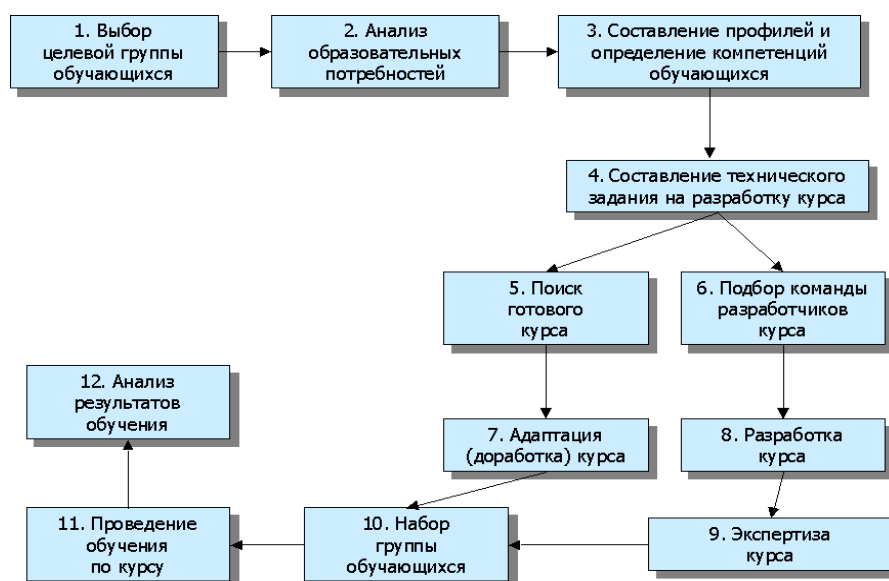 1. Выбор
целевой группы
обучающихся
2. Анализ
образовательных
потребностей
3. Составление профилей и
определение компетенций
обучающихся
4. Составление технического
задания на разработку курса
5. Поиск
готового
курса
6. Подбор команды
разработчиков
курса
12. Анализ
результатов
обучения
7. Адаптация
(доработка) курса
8. Разработка
курса
11. Проведение
обучения
по курсу
10. Набор
группы
обучающихся
9. Экспертиза
курса